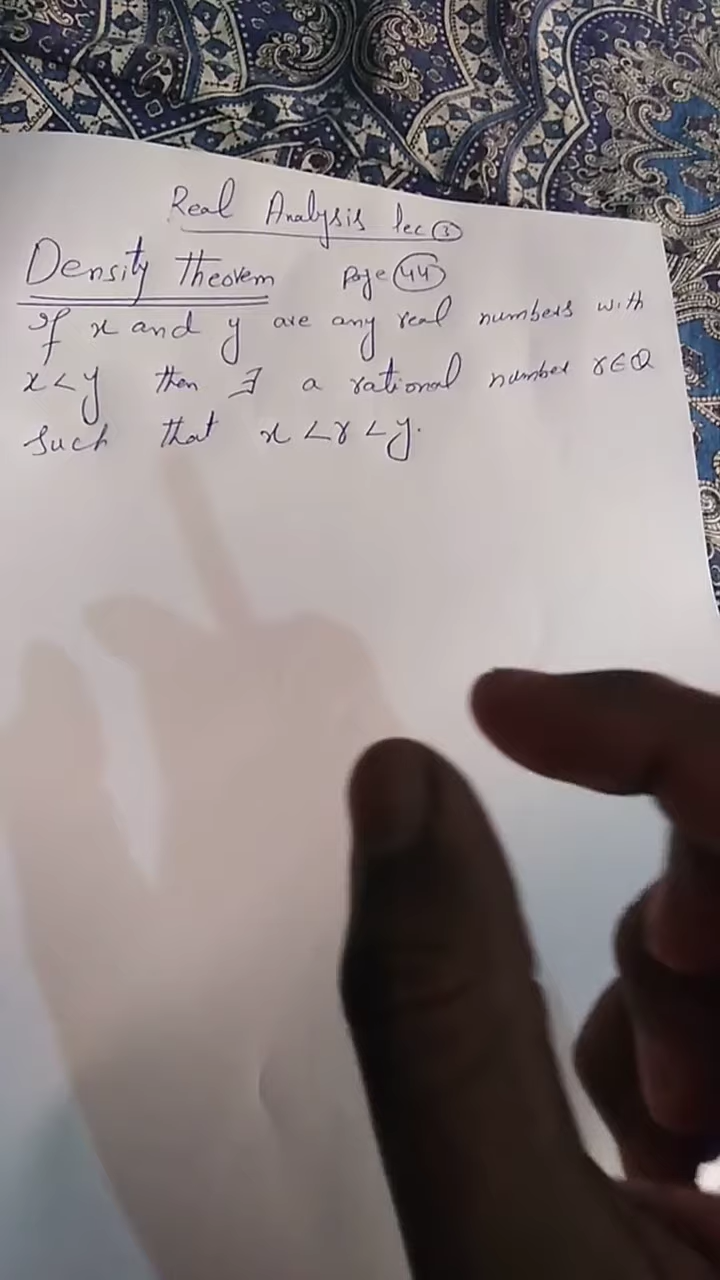 Real Analysis lec ③
Density Theorem page 44
If x and y are any real numbers with
x < y then ∃ a rational number r ∈ Q
such that x < r < y.